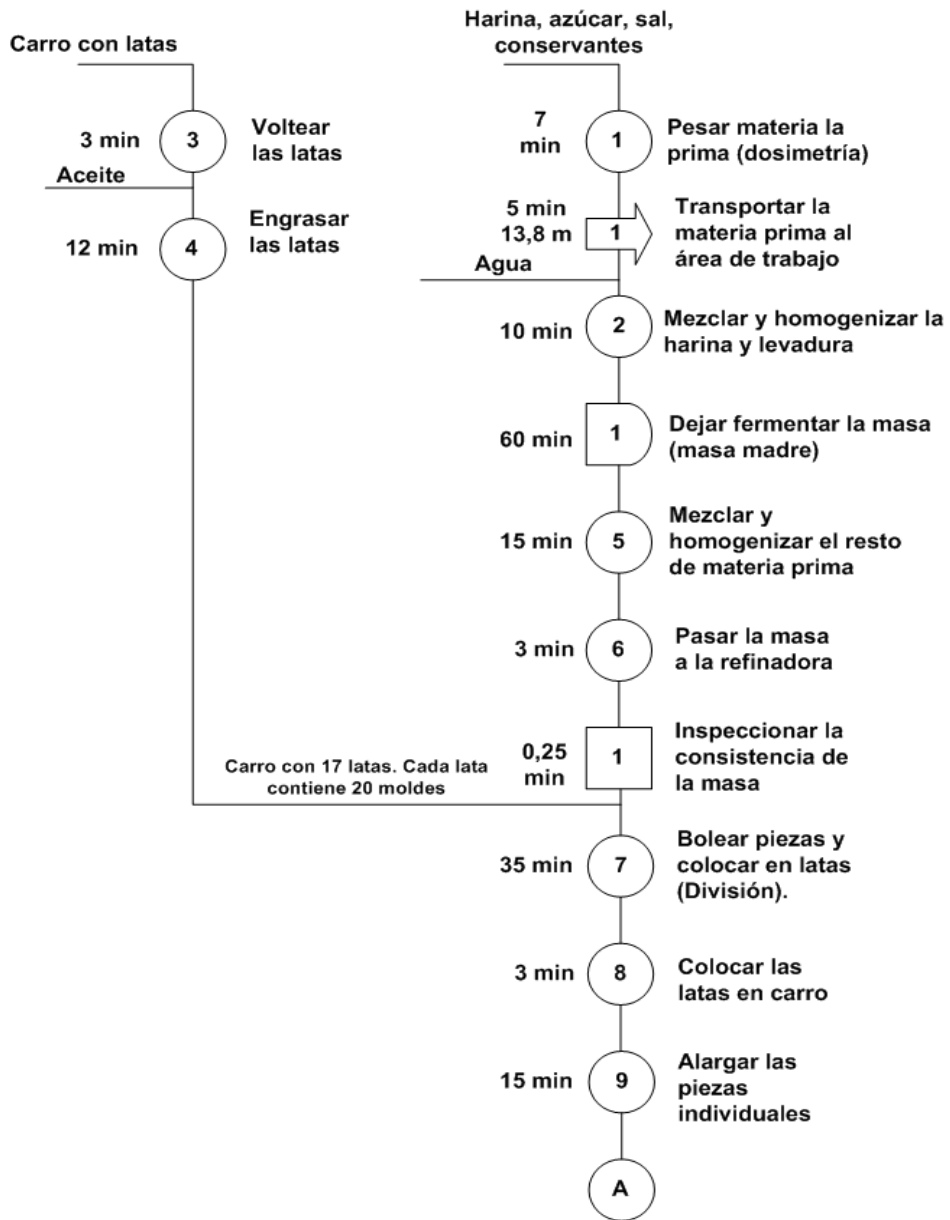 Carro con latas
3 min
3
Voltear
las latas
Aceite
12 min
4
Engrasar
las latas
Harina, azúcar, sal,
conservantes
7
min
1
Pesar materia la
prima (dosimetría)
5 min
13,8 m
1
Transportar la
materia prima al
área de trabajo
Agua
10 min
2
Mezclar y homogenizar la
harina y levadura
60 min
1
Dejar fermentar la masa
(masa madre)
15 min
5
Mezclar y
homogenizar el resto
de materia prima
3 min
6
Pasar la masa
a la refinadora
0,25
min
1
Inspeccionar la
consistencia de
la masa
Carro con 17 latas. Cada lata
contiene 20 moldes
35 min
7
Bolear piezas y
colocar en latas
(División).
3 min
8
Colocar las
latas en carro
15 min
9
Alargar las
piezas
individuales
A